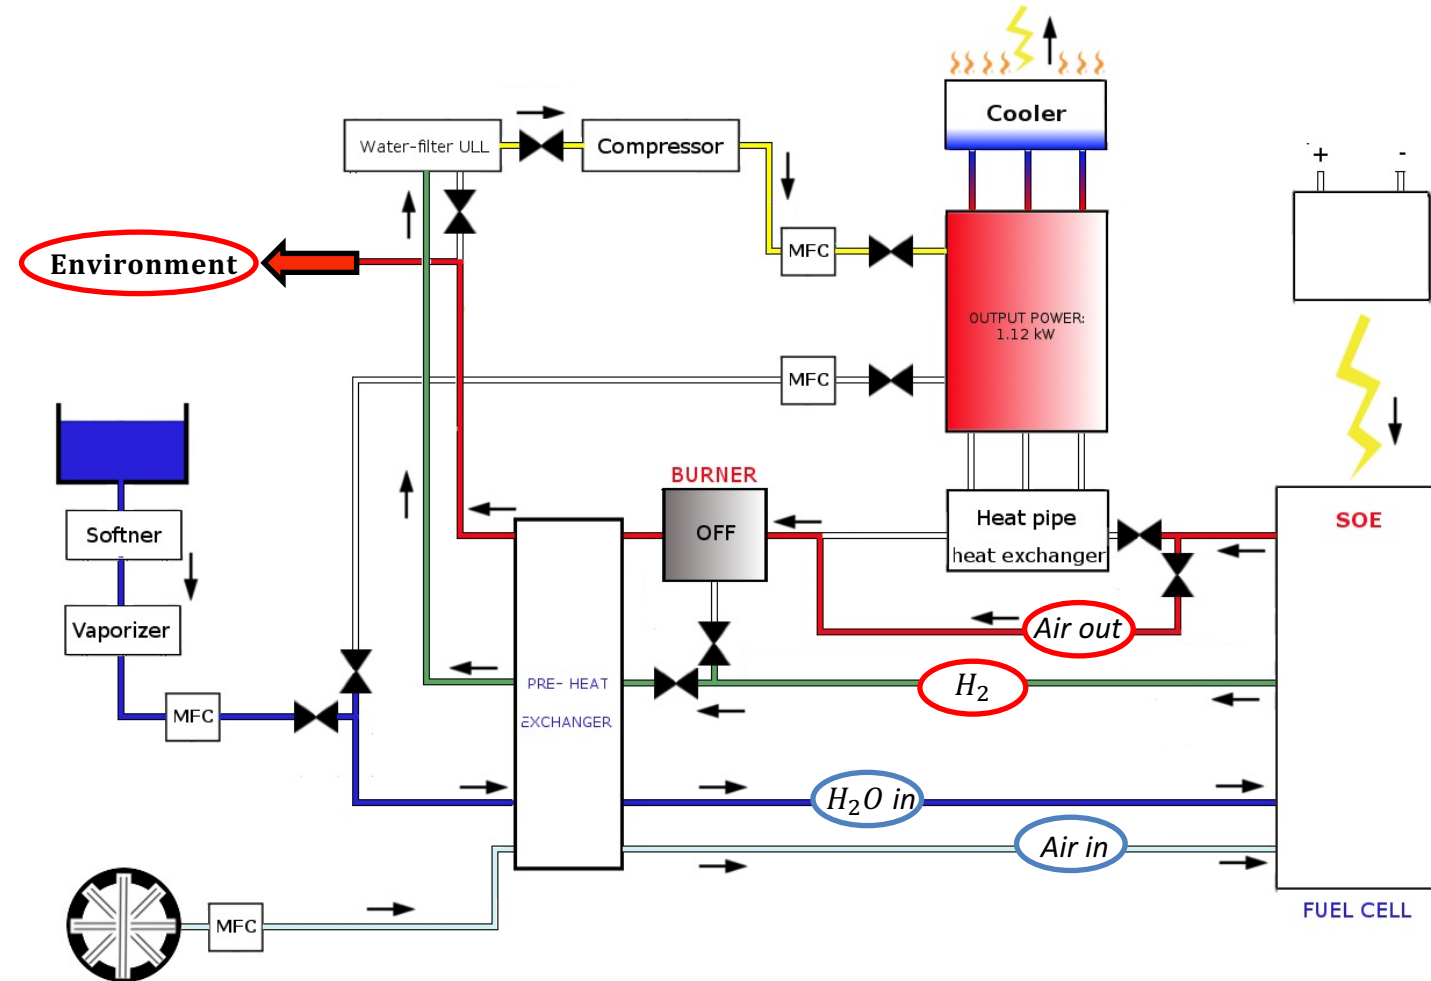 Cooler
Water-filter ULL
Compressor
+ -
MFC
Environment
OUTPUT POWER:
1.12 kW
MFC
BURNER
OFF
Heat pipe
heat exchanger
SOE
Softner
Vaporizer
Air out
PRE- HEAT
EXCHANGER
H₂
MFC
H₂O in
Air in
MFC
FUEL CELL